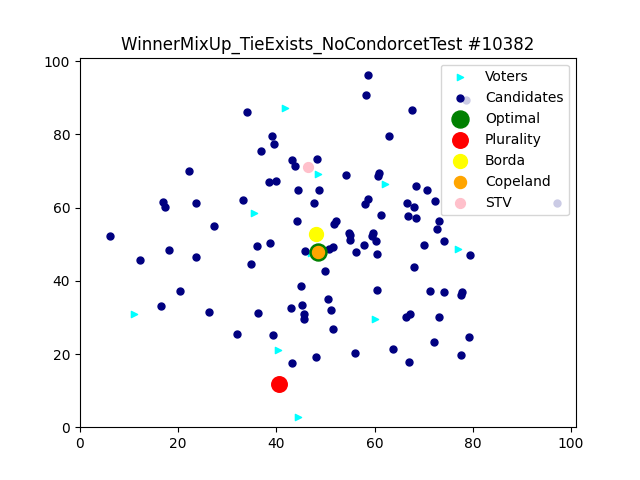 WinnerMixUp_TieExists_NoCondorcetTest #10382
100
80
60
40
20
0
0 20 40 60 80 100
Voters
Candidates
Optimal
Plurality
Borda
Copeland
STV